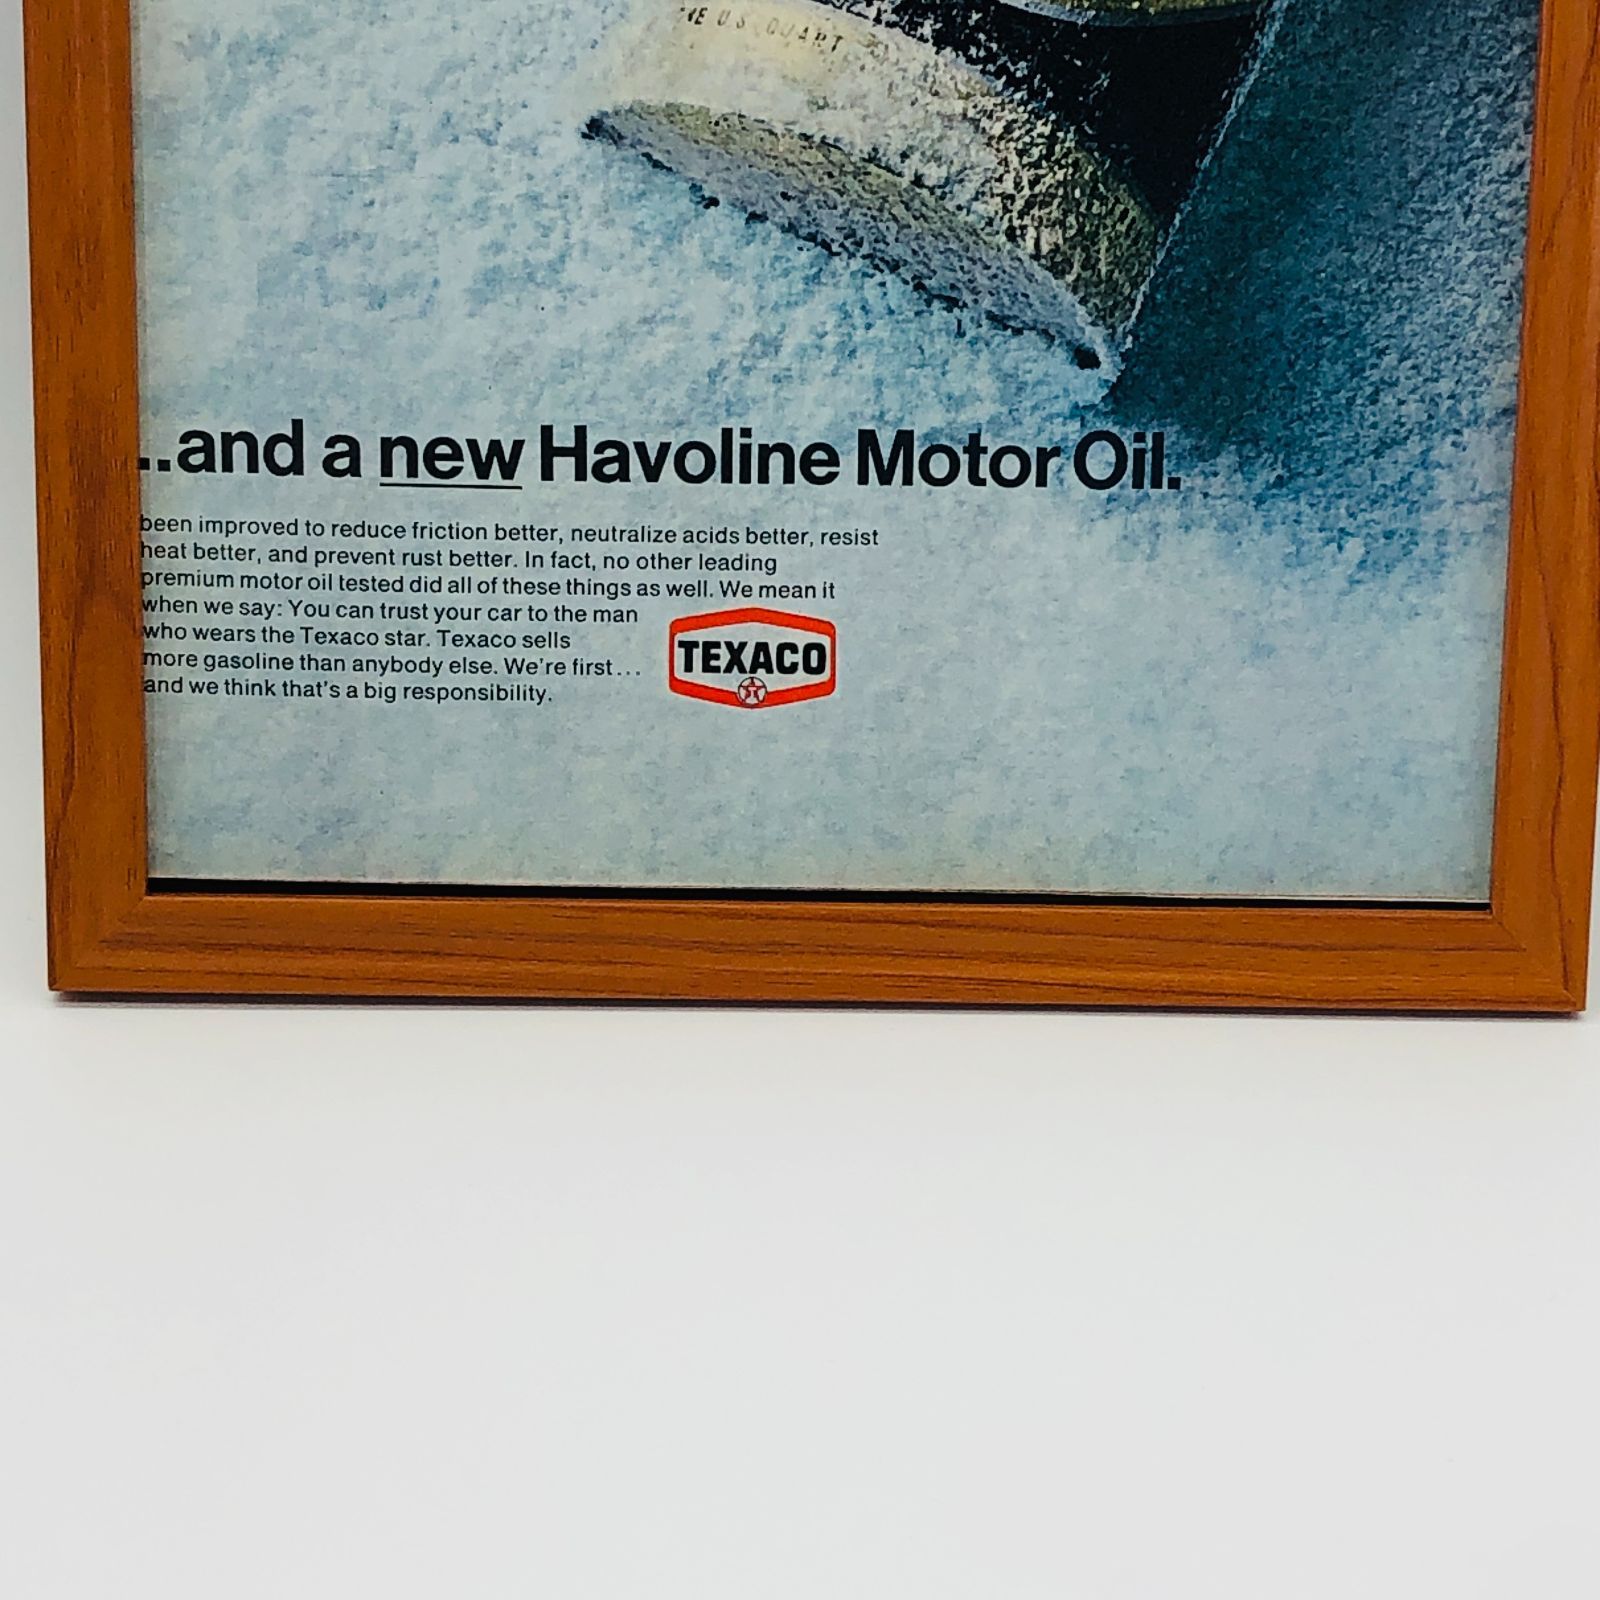 U.S. QUART
..and a new Havoline Motor Oil.
been improved to reduce friction better, neutralize acids better, resist
heat better, and prevent rust better. In fact, no other leading
premium motor oil tested did all of these things as well. We mean it
when we say: You can trust your car to the man
who wears the Texaco star. Texaco sells
more gasoline than anybody else. We're first...
and we think that's a big responsibility.
TEXACO
T